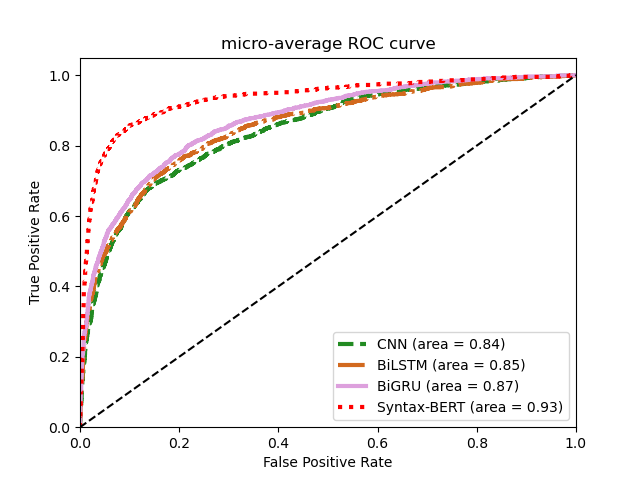 micro-average ROC curve
1.0
0.8
0.6
0.4
0.2
0.0
True Positive Rate
CNN (area = 0.84)
BiLSTM (area = 0.85)
BiGRU (area = 0.87)
Syntax-BERT (area = 0.93)
0.0 0.2 0.4 0.6 0.8 1.0
False Positive Rate